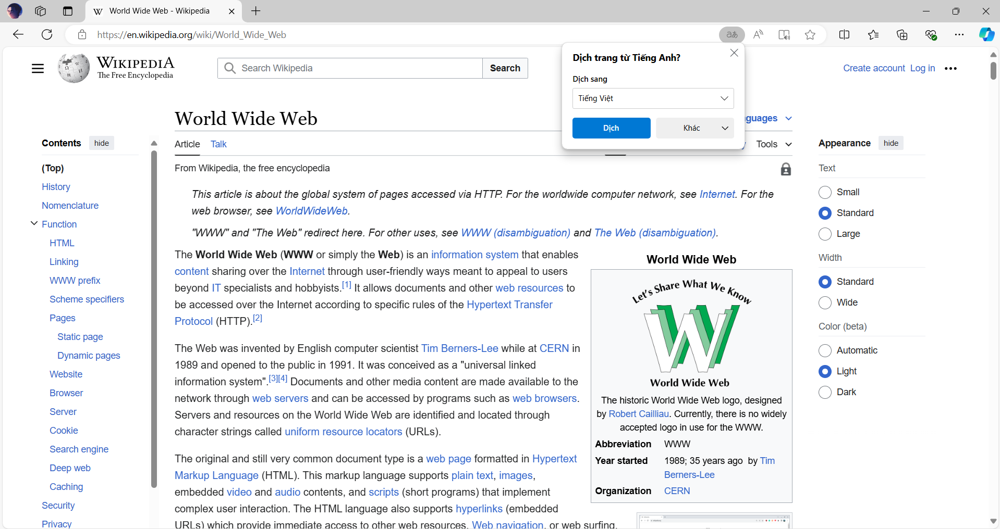 World Wide Web - Wikipedia
https://en.wikipedia.org/wiki/World_Wide_Web
WIKIPEDIA
The Free Encyclopedia
Search Wikipedia
Search
Dịch trang từ Tiếng Anh?
Dịch sang
Tiếng Việt
Dịch
Khác
Create account Log in
World Wide Web
guages
Article Talk
Tools
Contents hide
(Top)
History
Nomenclature
Function
HTML
Linking
WWW prefix
Scheme specifiers
Pages
Static page
Dynamic pages
Website
Browser
Server
Cookie
Search engine
Deep web
Caching
Security
Privacy
From Wikipedia, the free encyclopedia
This article is about the global system of pages accessed via HTTP. For the worldwide computer network, see Internet. For the
web browser, see WorldWideWeb.
"WWW" and "The Web" redirect here. For other uses, see WWW (disambiguation) and The Web (disambiguation).
The World Wide Web (WWW or simply the Web) is an information system that enables
content sharing over the Internet through user-friendly ways meant to appeal to users
beyond IT specialists and hobbyists.[1] It allows documents and other web resources to
be accessed over the Internet according to specific rules of the Hypertext Transfer
Protocol (HTTP).[2]
The Web was invented by English computer scientist Tim Berners-Lee while at CERN in
1989 and opened to the public in 1991. It was conceived as a "universal linked
information system".[3][4] Documents and other media content are made available to the
network through web servers and can be accessed by programs such as web browsers.
Servers and resources on the World Wide Web are identified and located through
character strings called uniform resource locators (URLs).
The original and still very common document type is a web page formatted in Hypertext
Markup Language (HTML). This markup language supports plain text, images,
embedded video and audio contents, and scripts (short programs) that implement
complex user interaction. The HTML language also supports hyperlinks (embedded
URLs) which provide immediate access to other web resources. Web navigation, or web surfing,
World Wide Web
Let's Share What We Know
World Wide Web
The historic World Wide Web logo, designed
by Robert Cailliau. Currently, there is no widely
accepted logo in use for the WWW.
Abbreviation WWW
Year started 1989; 35 years ago by Tim
Berners-Lee
Organization CERN
Appearance hide
Text
Small
Standard
Large
Width
Standard
Wide
Color (beta)
Automatic
Light
Dark